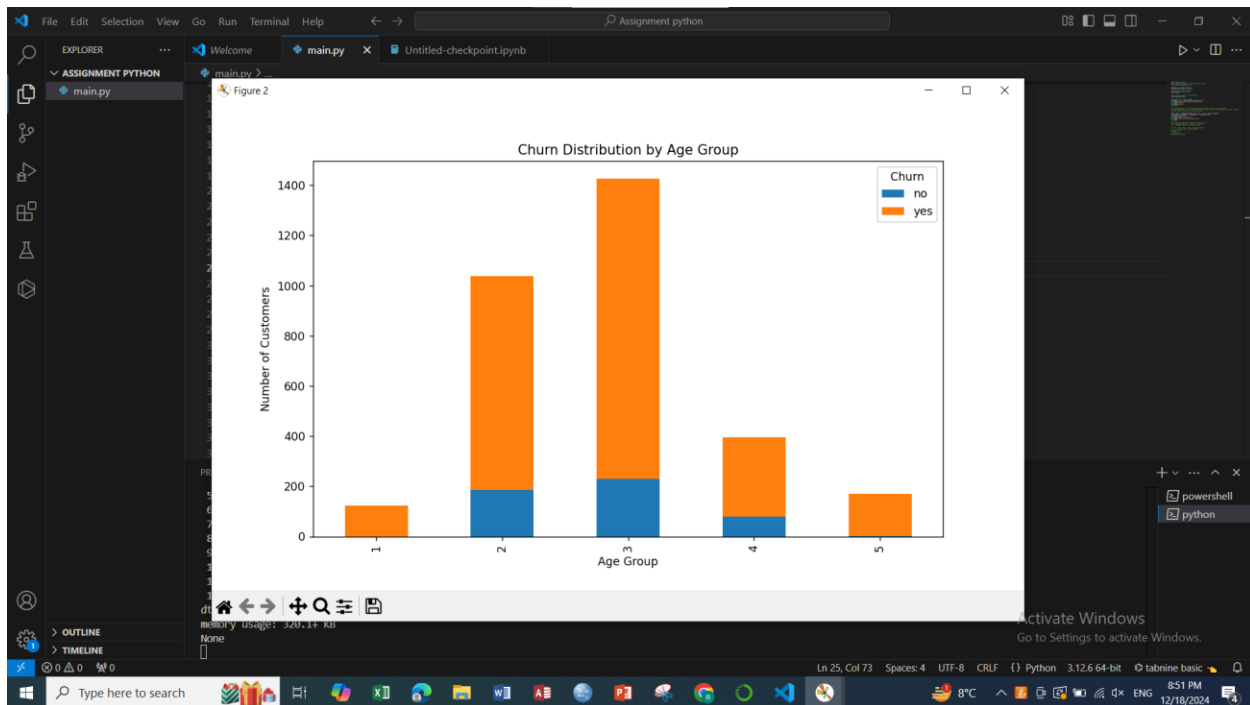 File Edit Selection View Go Run Terminal Help
Assignment python
EXPLORER
Welcome
main.py
Untitled-checkpoint.ipynb
ASSIGNMENT PYTHON
main.py > ...
main.py
Figure 2
Churn Distribution by Age Group
Churn
no
yes
Number of Customers
1400
1200
1000
800
600
400
200
0
1 2 3 4 5
Age Group
powershell
python
memory usage: 320.1+ KB
None
OUTLINE
TIMELINE
Activate Windows
Go to Settings to activate Windows.
0 0 0
Ln 25, Col 73 Spaces: 4 UTF-8 CRLF {} Python 3.12.6 64-bit tabnine basic
Type here to search
8°C
ENG
8:51 PM
12/18/2024